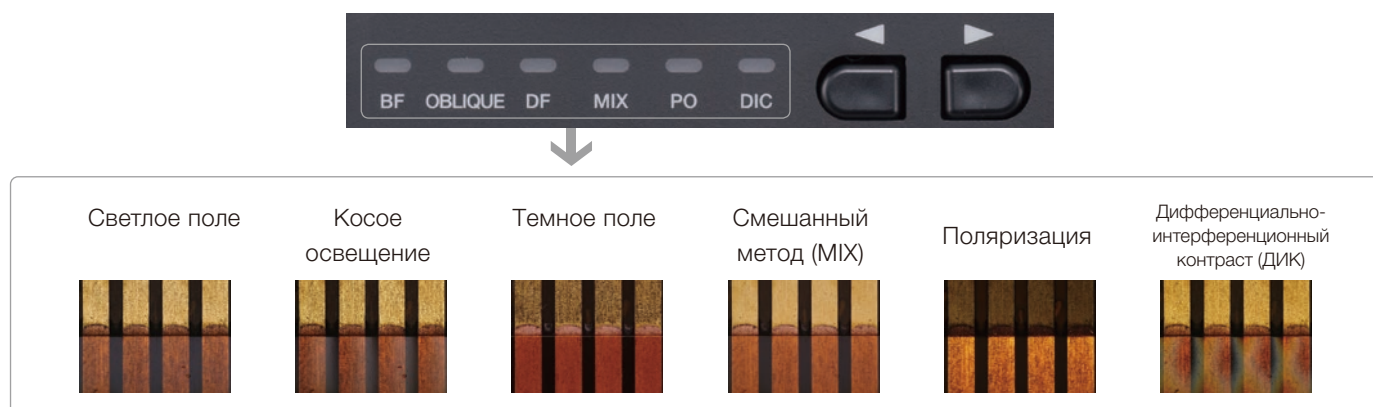 BF OBLIQUE DF MIX PO DIC
Светлое поле
Косое
освещение
Темное поле
Смешанный
метод (MIX)
Поляризация
Дифференциально-
интерференционный
контраст (ДИК)